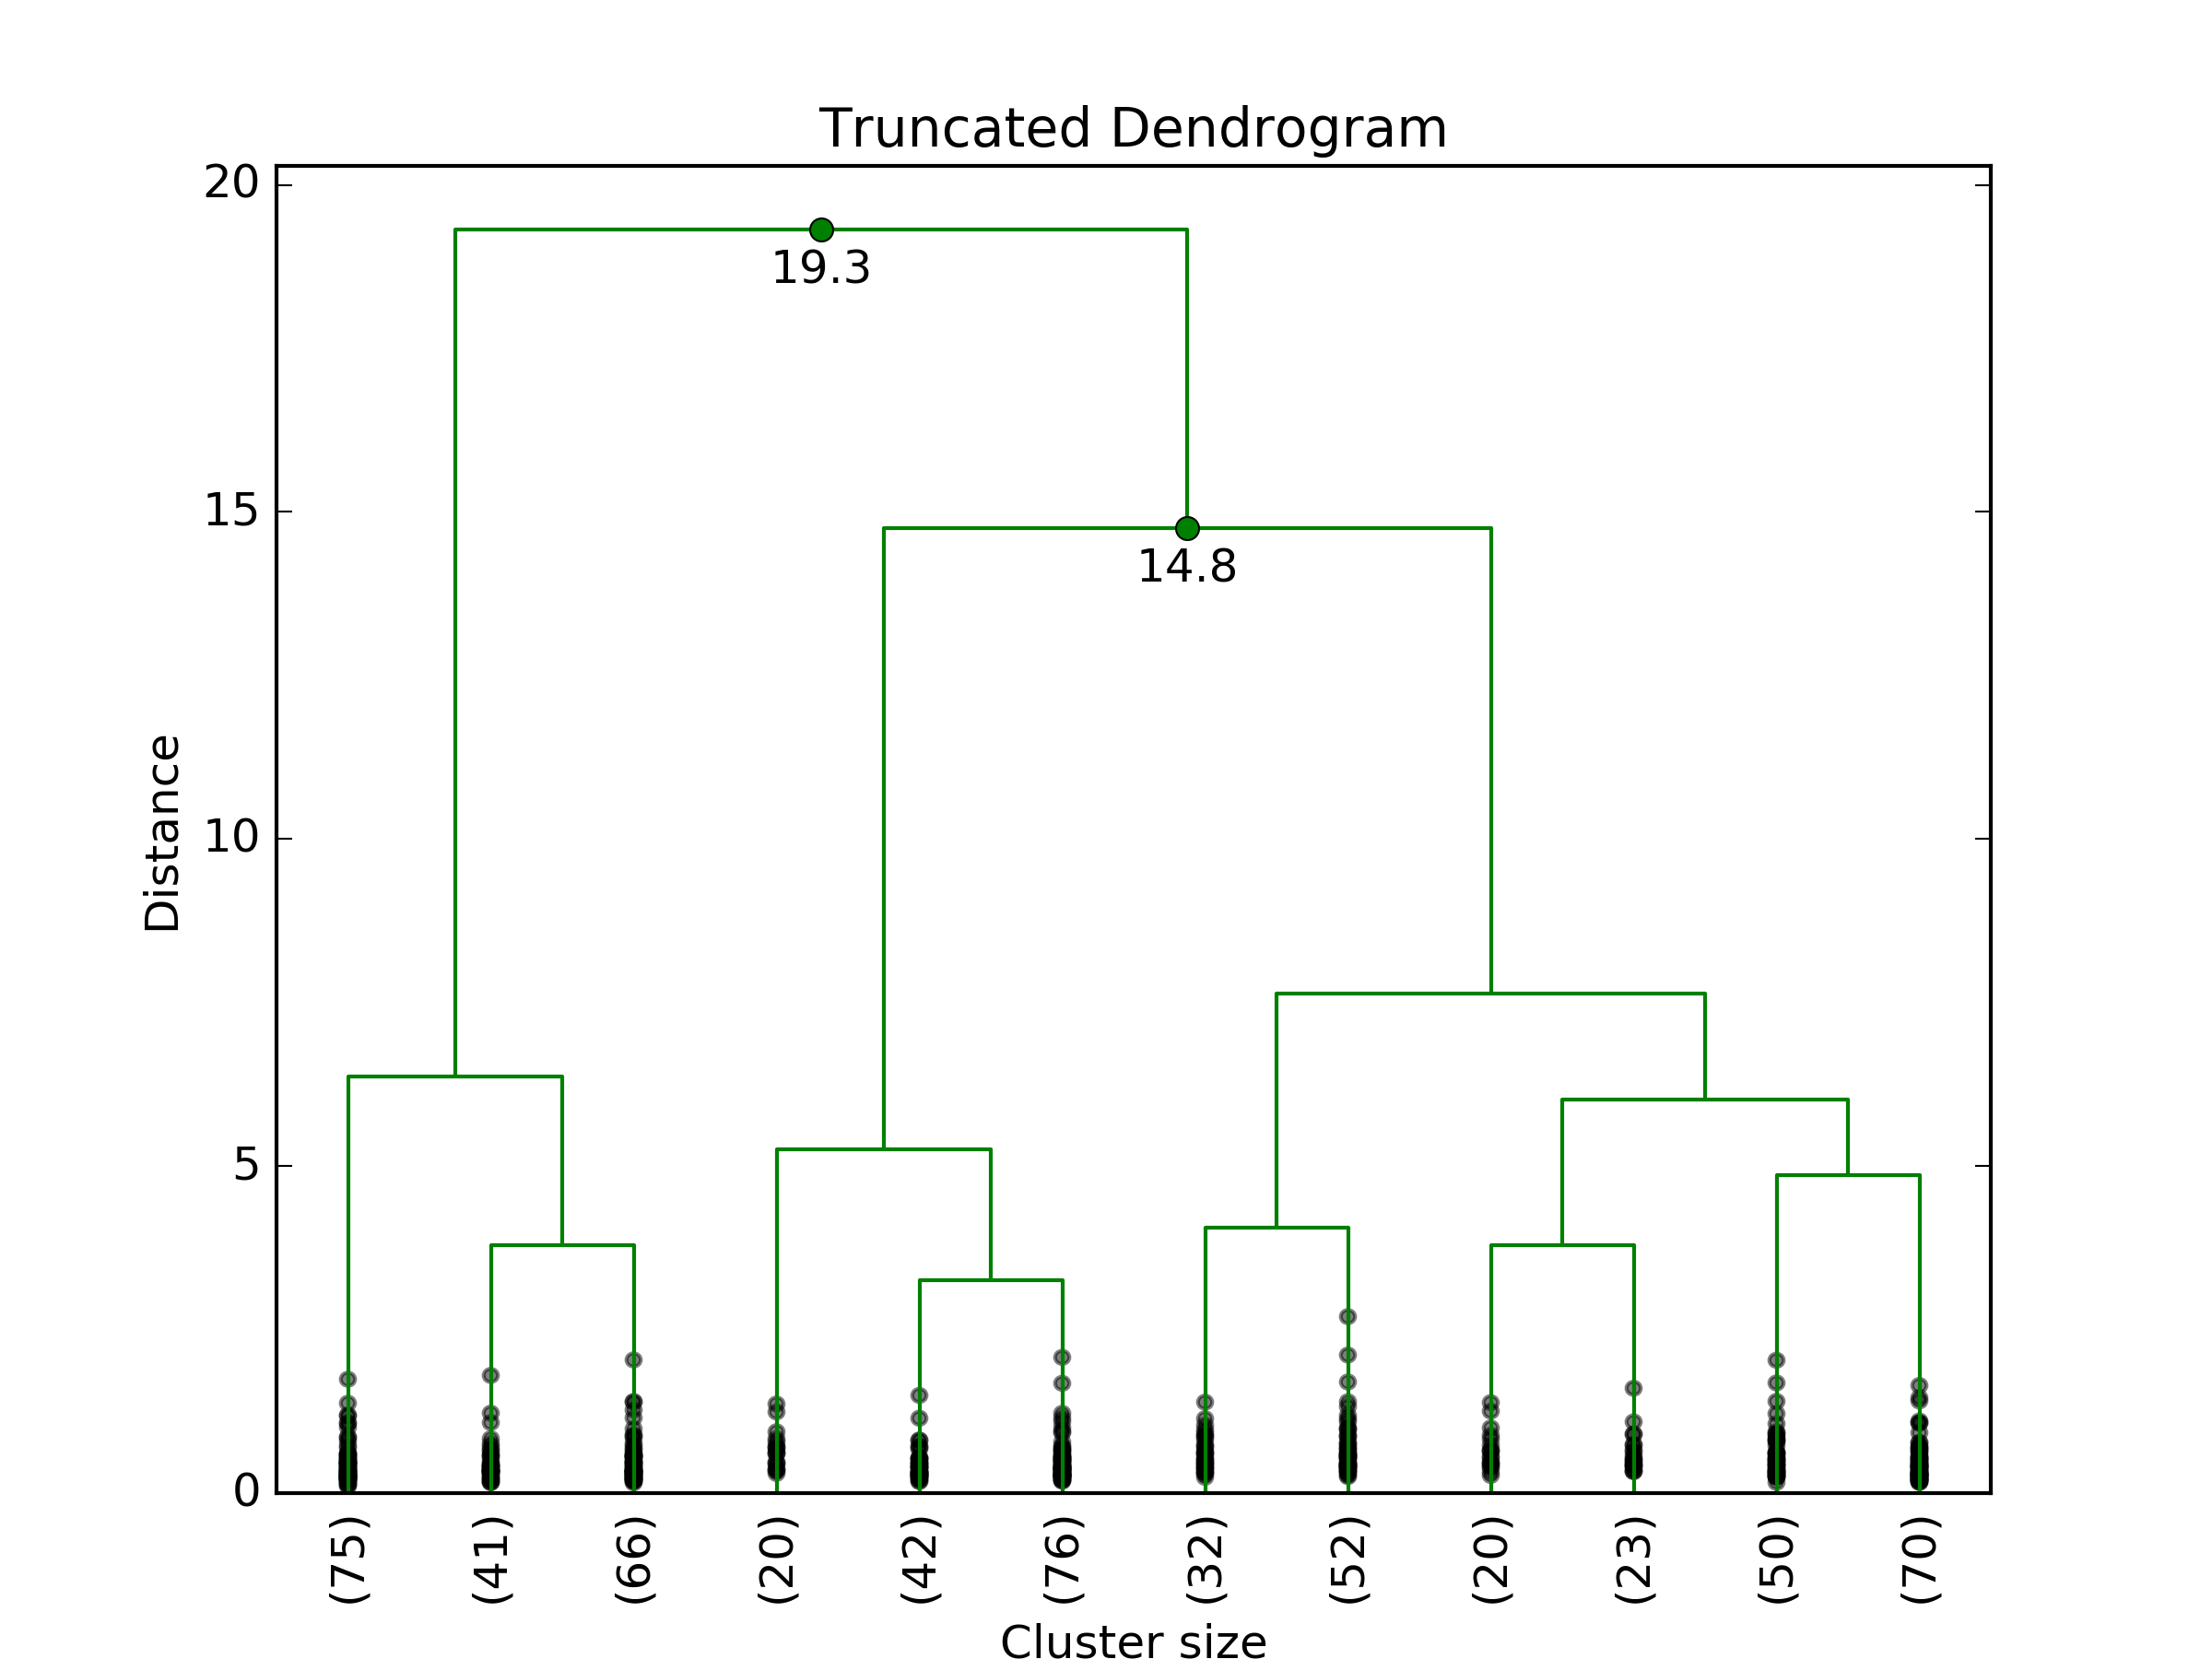 Truncated Dendrogram
20
19.3
15
14.8
10
5
0
Distance
(75) (41) (66) (20) (42) (76) (32) (52) (20) (23) (50) (70)
Cluster size